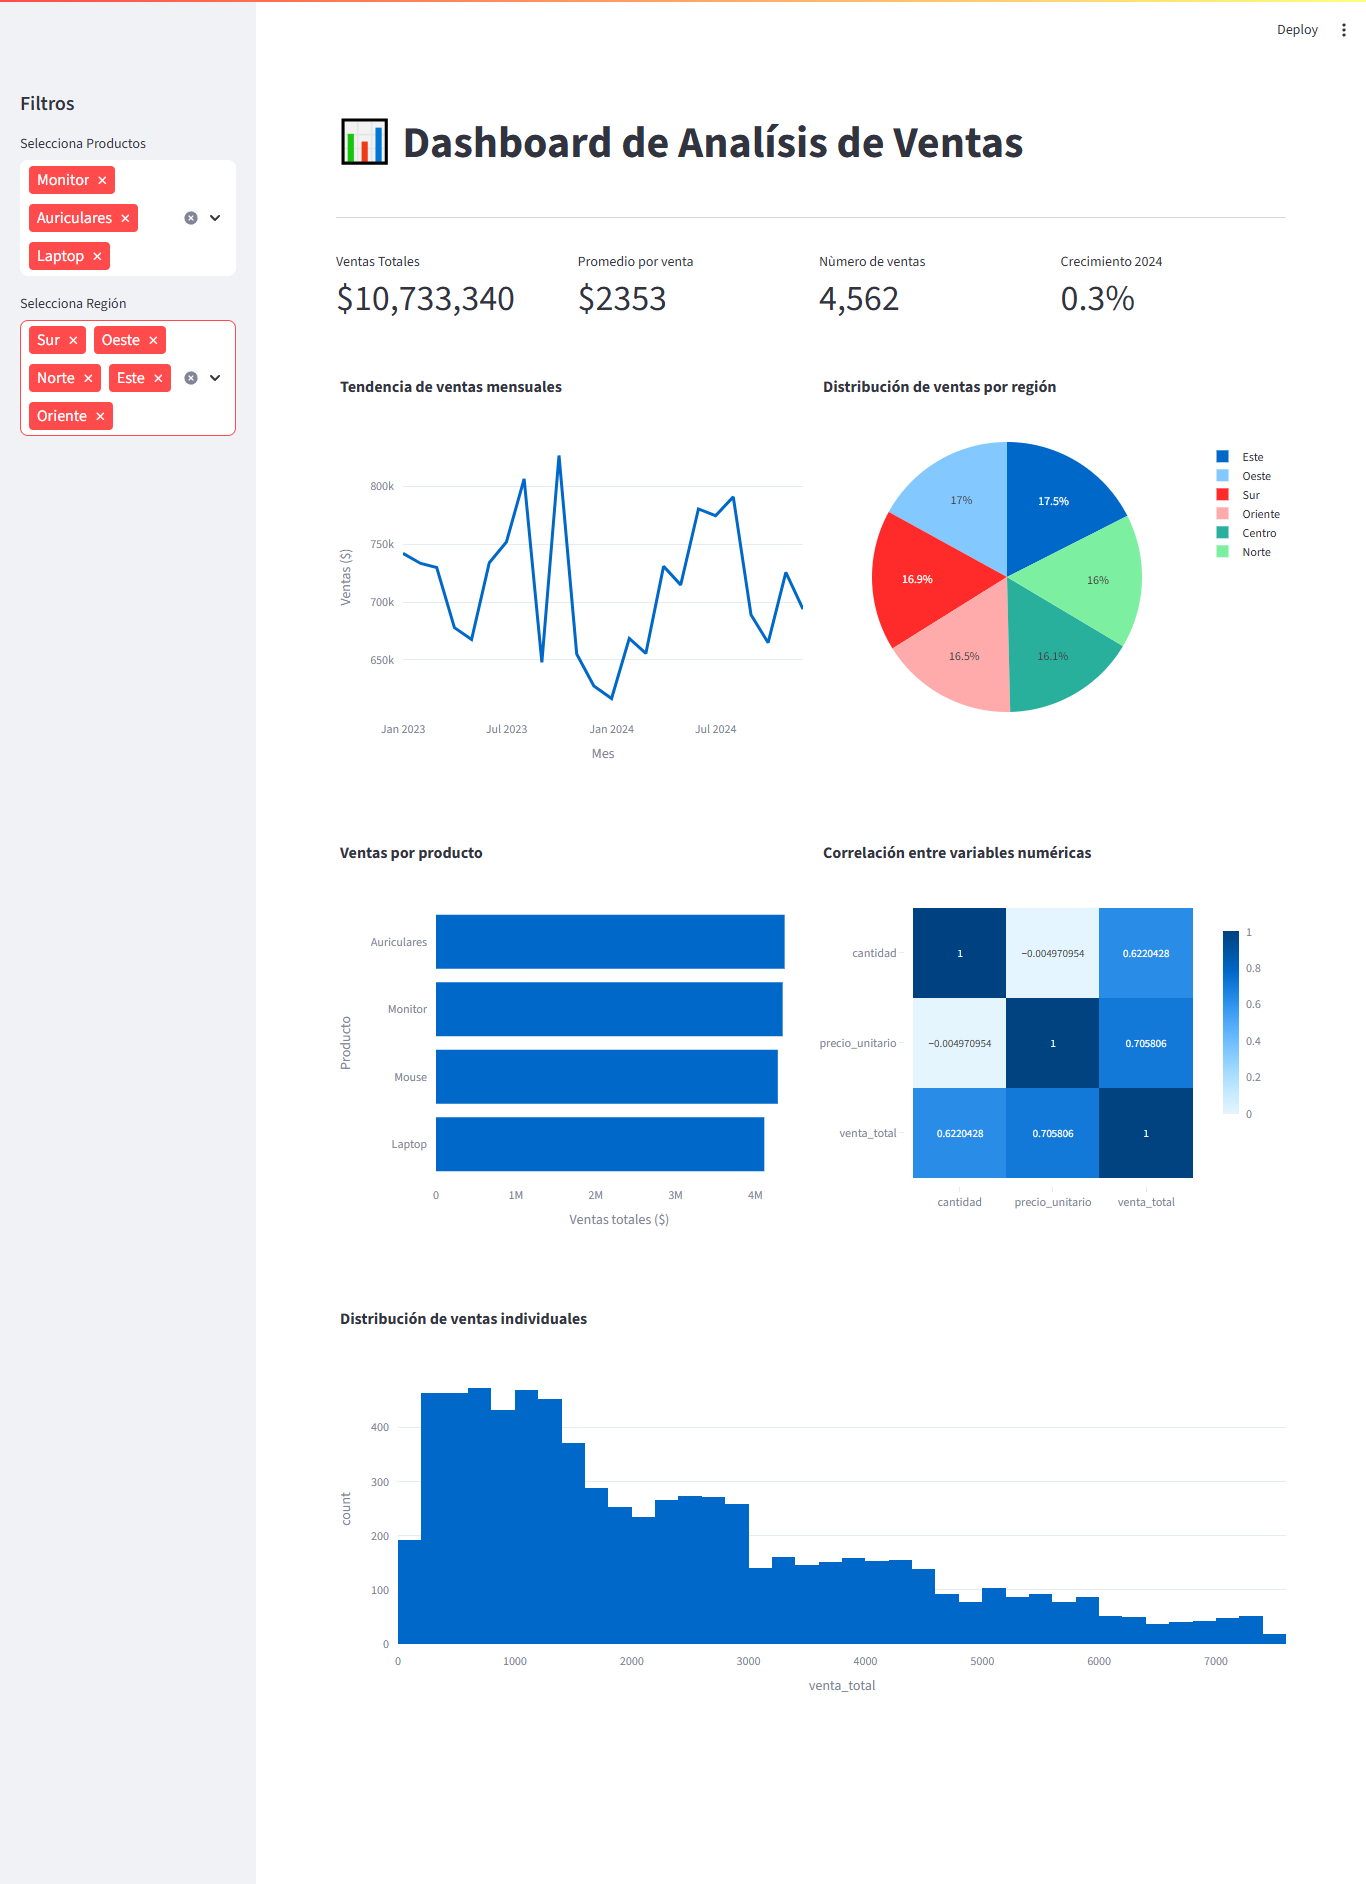 Deploy
Filtros
Selecciona Productos
Monitor ×
Auriculares ×
Laptop ×
Selecciona Región
Sur × Oeste ×
Norte × Este ×
Oriente ×
Dashboard de Analísis de Ventas
Ventas Totales
$10,733,340
Promedio por venta
$2353
Nùmero de ventas
4,562
Crecimiento 2024
0.3%
Tendencia de ventas mensuales
800k
750k
700k
650k
Ventas ($)
Jan 2023 Jul 2023 Jan 2024 Jul 2024
Mes
Distribución de ventas por región
17% 17.5%
16.9% 16%
16.5% 16.1%
Este
Oeste
Sur
Oriente
Centro
Norte
Ventas por producto
Producto
Auriculares
Monitor
Mouse
Laptop
0 1M 2M 3M 4M
Ventas totales ($)
Correlación entre variables numéricas
cantidad 1 −0.004970954 0.6220428
precio_unitario −0.004970954 1 0.705806
venta_total 0.6220428 0.705806 1
cantidad precio_unitario venta_total
1
0.8
0.6
0.4
0.2
0
Distribución de ventas individuales
count
400
300
200
100
0
0 1000 2000 3000 4000 5000 6000 7000
venta_total